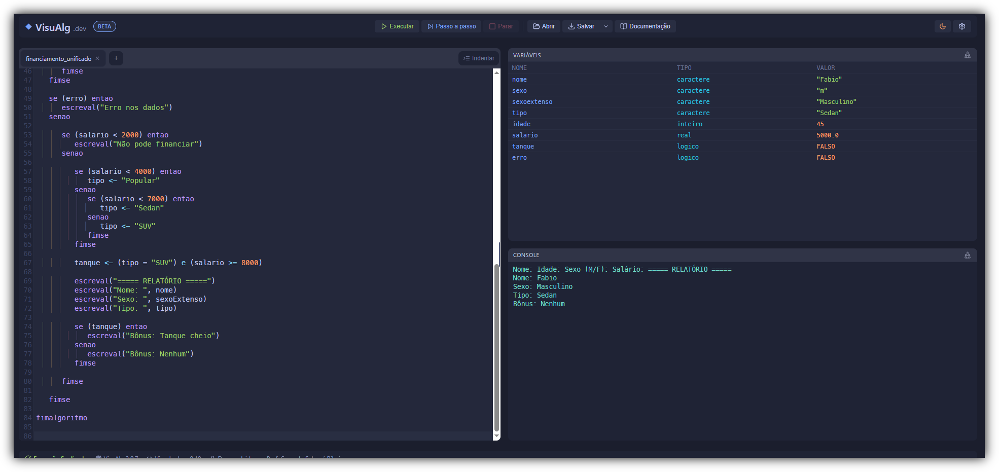 VisuAlg .dev BETA
Executar Passo a passo Parar Abrir Salvar Documentação
financiamento_unificado × + Indentar
46 fimse
47 fimse
48
49 se (erro) entao
50 escreval("Erro nos dados")
51 senao
52
53 se (salario < 2000) entao
54 escreval("Não pode financiar")
55 senao
56
57 se (salario < 4000) entao
58 tipo <- "Popular"
59 senao
60 se (salario < 7000) entao
61 tipo <- "Sedan"
62 senao
63 tipo <- "SUV"
64 fimse
65 fimse
66
67 tanque <- (tipo = "SUV") e (salario >= 8000)
68
69 escreval("===== RELATÓRIO =====")
70 escreval("Nome: ", nome)
71 escreval("Sexo: ", sexoExtenso)
72 escreval("Tipo: ", tipo)
73
74 se (tanque) entao
75 escreval("Bônus: Tanque cheio")
76 senao
77 escreval("Bônus: Nenhum")
78 fimse
79
80 fimse
81
82 fimse
83
84 fimalgoritmo
85
86
VARIÁVEIS
NOME TIPO VALOR
nome caractere "Fabio"
sexo caractere "m"
sexoextenso caractere "Masculino"
tipo caractere "Sedan"
idade inteiro 45
salario real 5000.0
tanque logico FALSO
erro logico FALSO
CONSOLE
Nome: Idade: Sexo (M/F): Salário: ===== RELATÓRIO =====
Nome: Fabio
Sexo: Masculino
Tipo: Sedan
Bônus: Nenhum